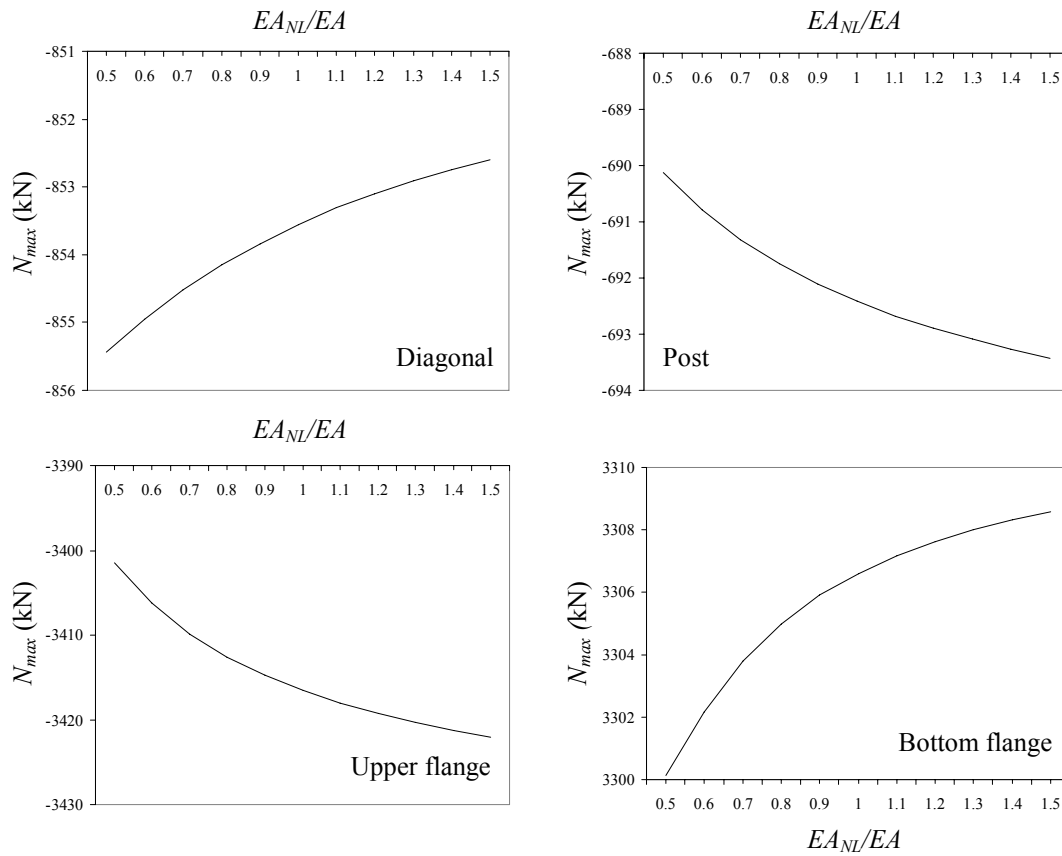 EA_NL/EA
-851
0.5 0.6 0.7 0.8 0.9 1 1.1 1.2 1.3 1.4 1.5
-852
-853
-854
-855
-856
N_max (kN)
Diagonal
EA_NL/EA
-688
0.5 0.6 0.7 0.8 0.9 1 1.1 1.2 1.3 1.4 1.5
-689
-690
-691
-692
-693
-694
N_max (kN)
Post
EA_NL/EA
-3390
0.5 0.6 0.7 0.8 0.9 1 1.1 1.2 1.3 1.4 1.5
-3400
-3410
-3420
-3430
N_max (kN)
Upper flange
3310
3308
3306
3304
3302
3300
N_max (kN)
Bottom flange
0.5 0.6 0.7 0.8 0.9 1 1.1 1.2 1.3 1.4 1.5
EA_NL/EA